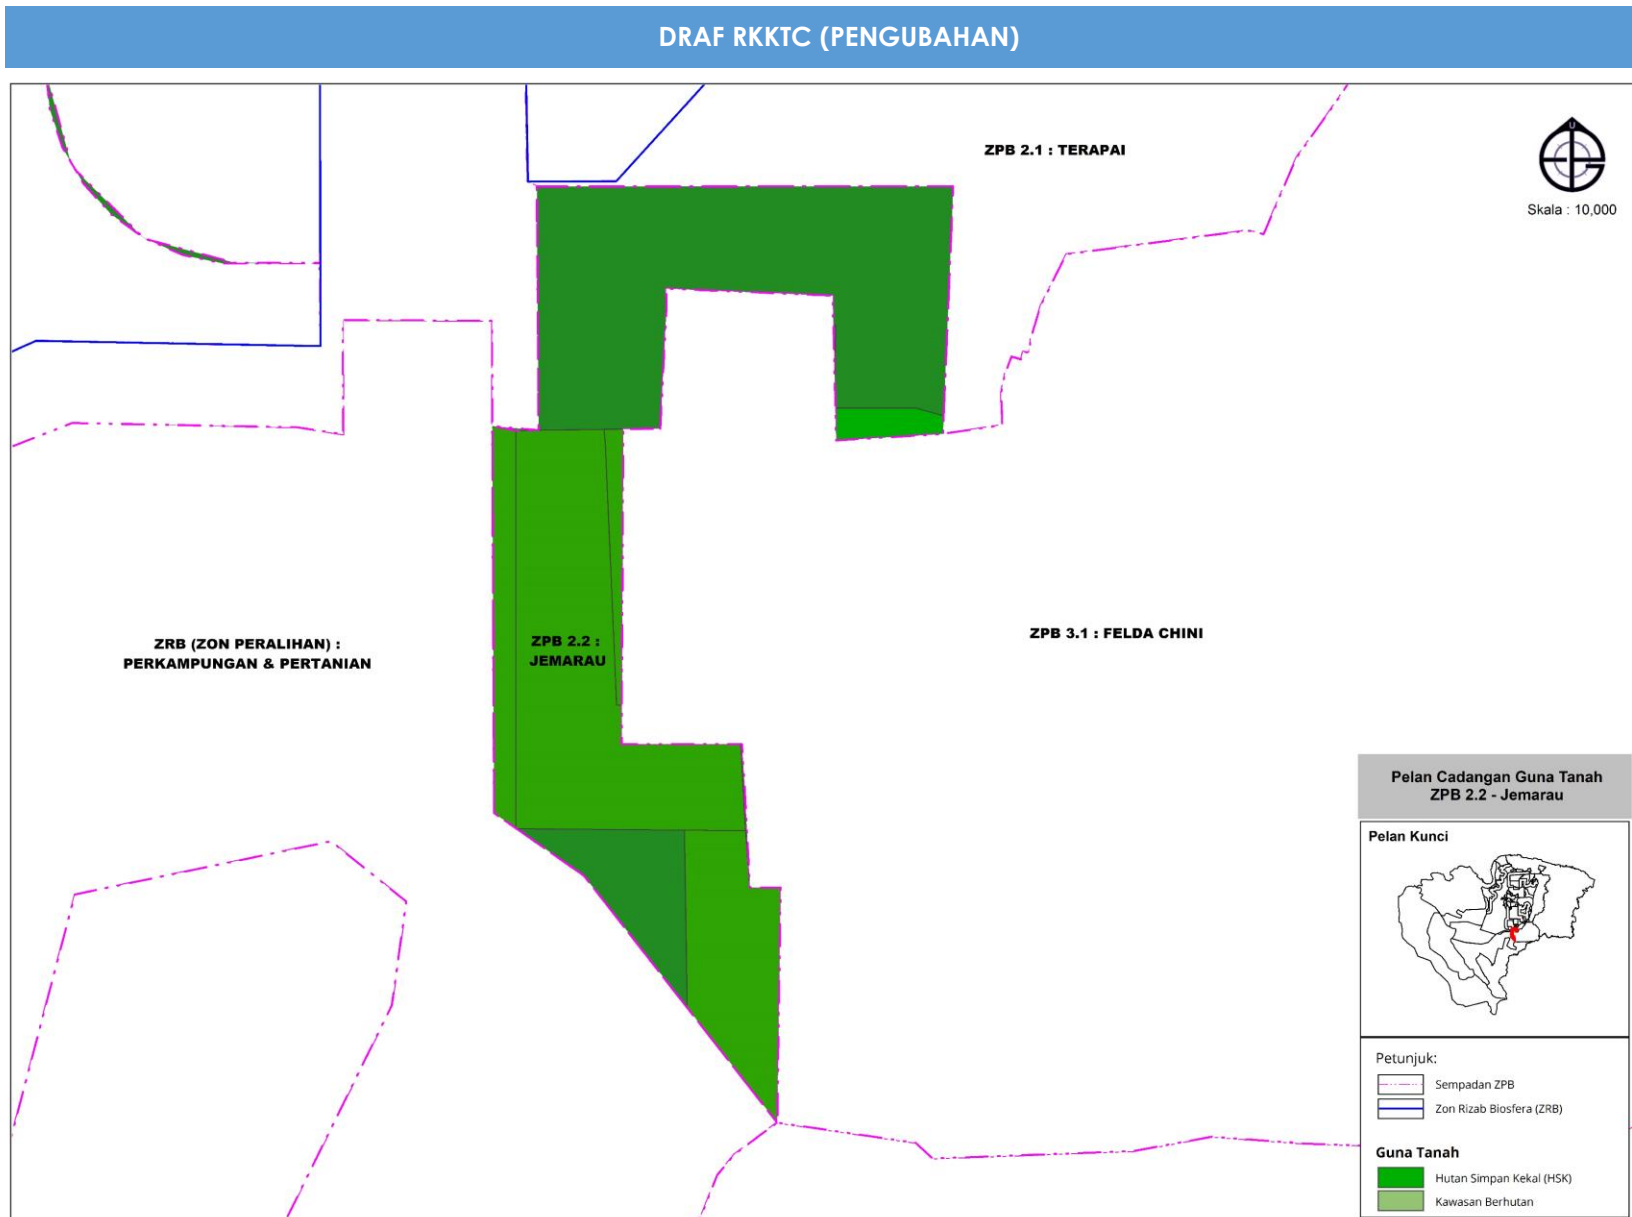 DRAF RKKTC (PENGUBAHAN)
ZPB 2.1 : TERAPAI
U
Skala : 10,000
ZRB (ZON PERALIHAN) :
PERKAMPUNGAN & PERTANIAN
ZPB 2.2 :
JEMARAU
ZPB 3.1 : FELDA CHINI
Pelan Cadangan Guna Tanah
ZPB 2.2 - Jemarau
Pelan Kunci
Petunjuk:
Sempadan ZPB
Zon Rizab Biosfera (ZRB)
Guna Tanah
Hutan Simpan Kekal (HSK)
Kawasan Berhutan